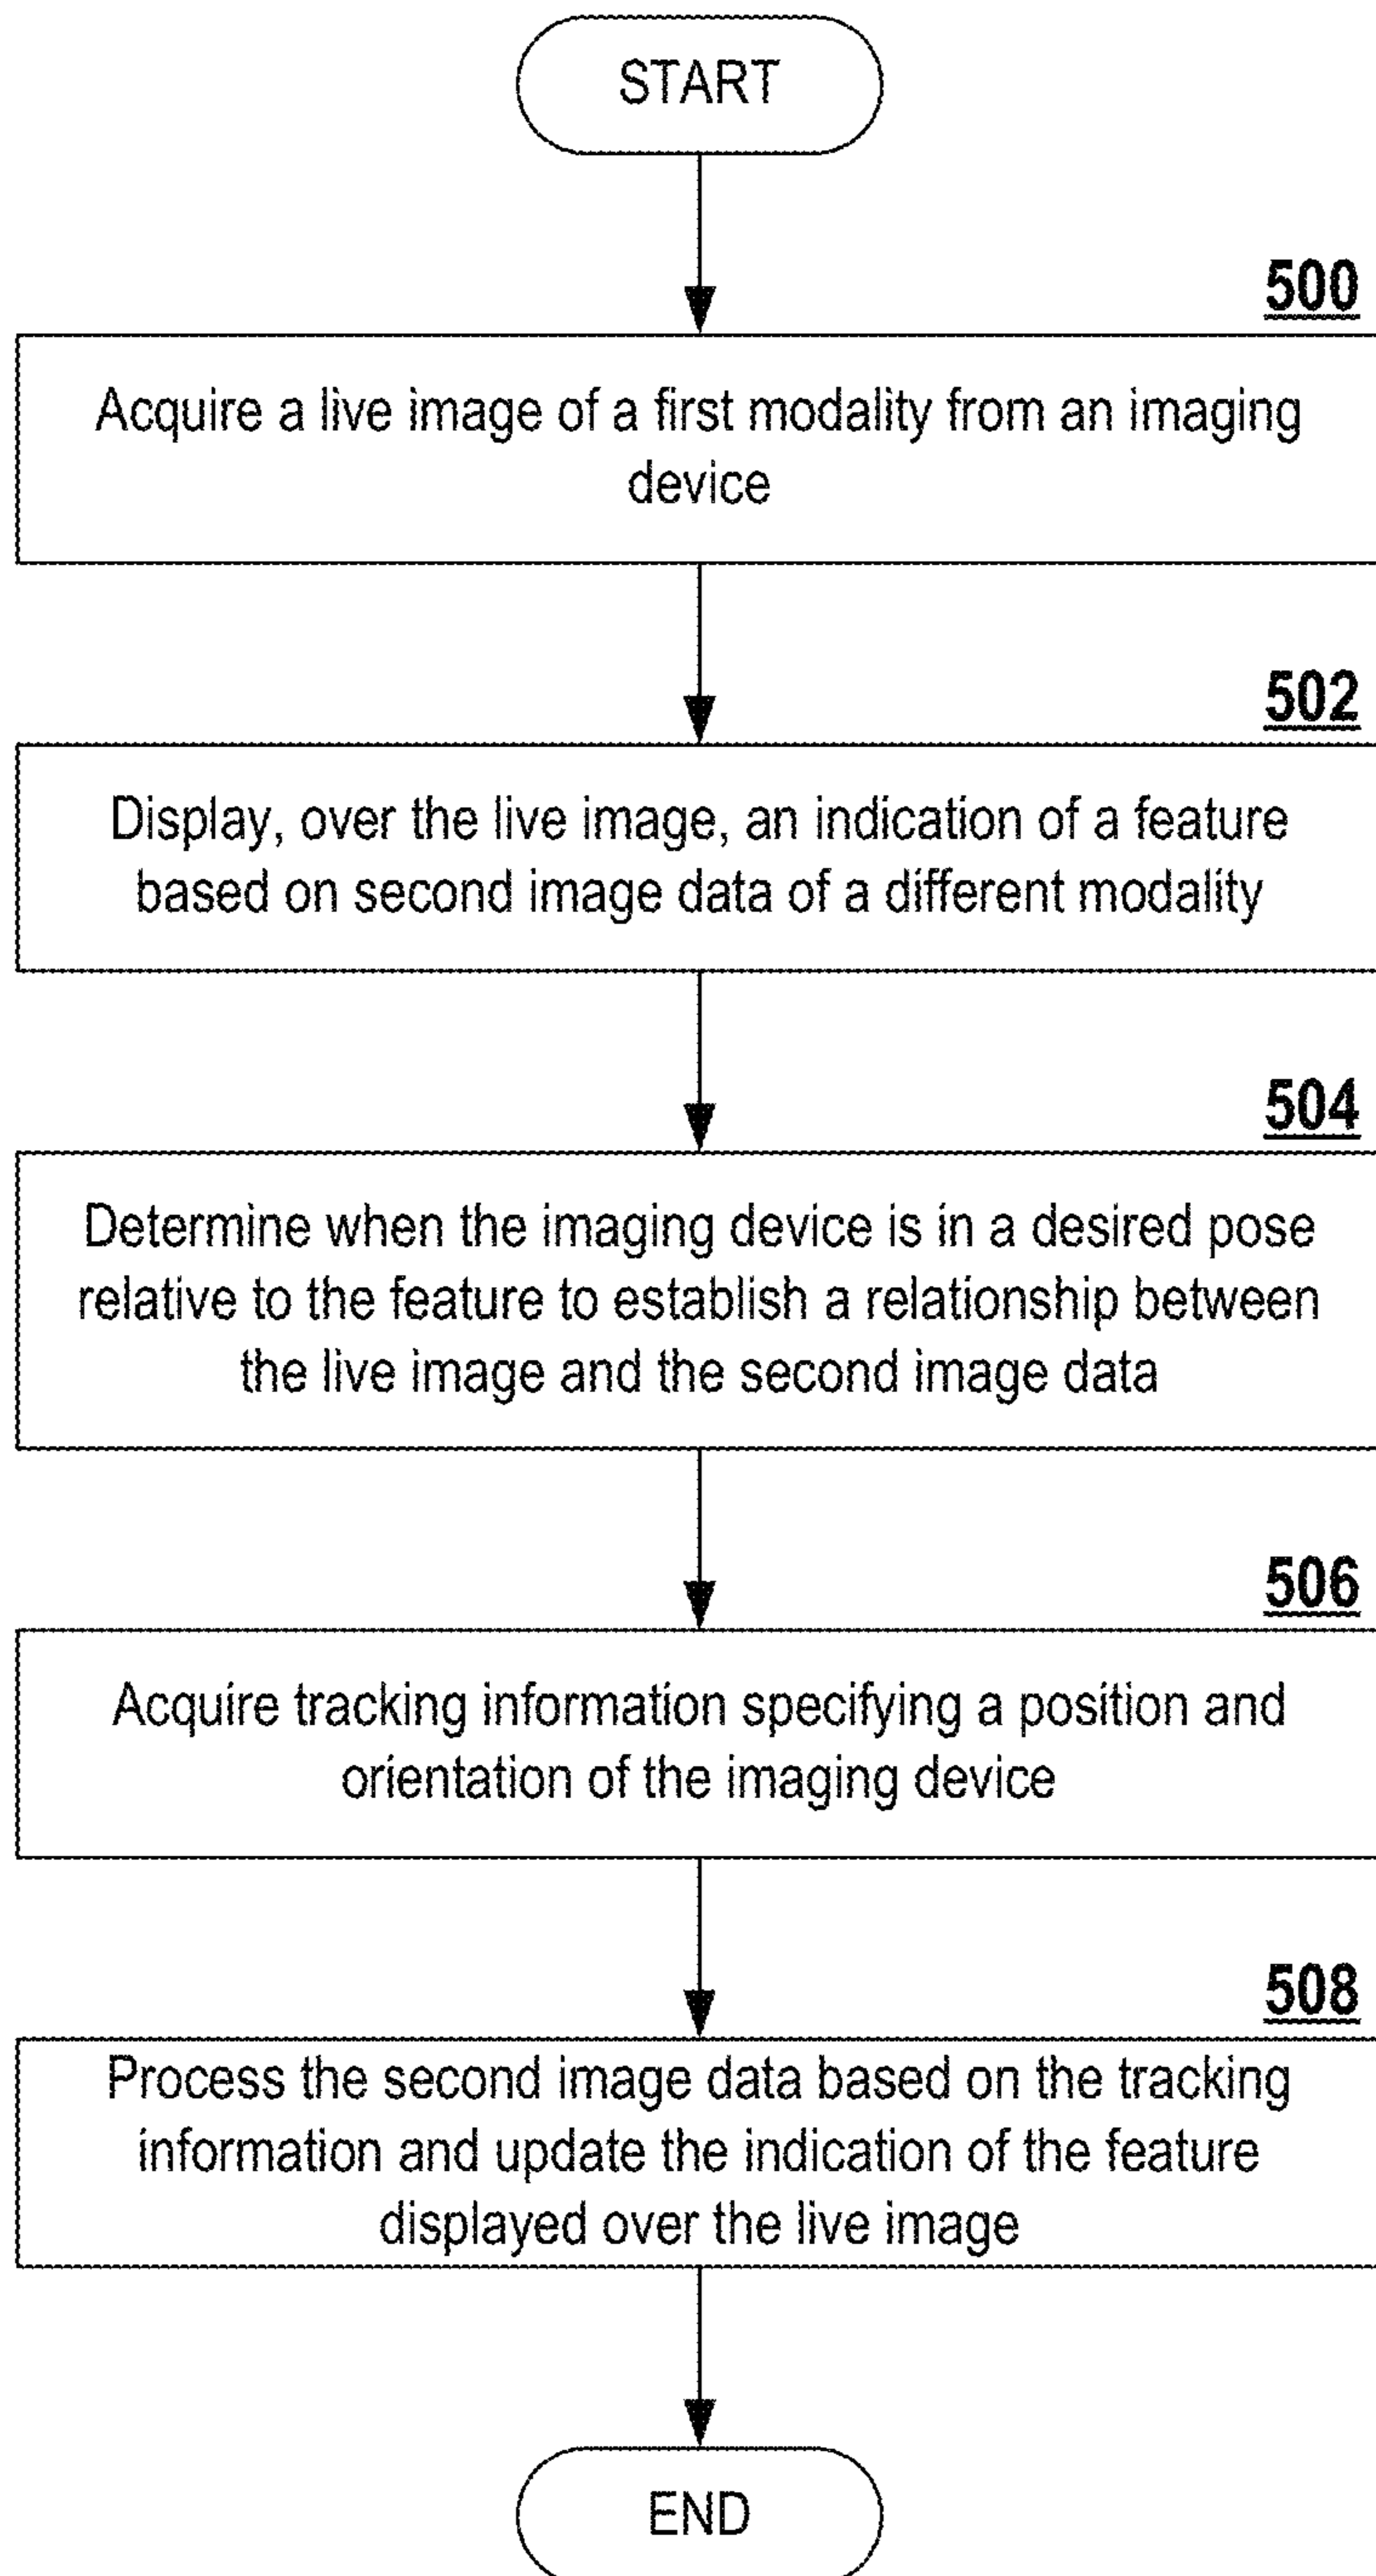 START
500
Acquire a live image of a first modality from an imaging
device
502
Display, over the live image, an indication of a feature
based on second image data of a different modality
504
Determine when the imaging device is in a desired pose
relative to the feature to establish a relationship between
the live image and the second image data
506
Acquire tracking information specifying a position and
orientation of the imaging device
508
Process the second image data based on the tracking
information and update the indication of the feature
displayed over the live image
END